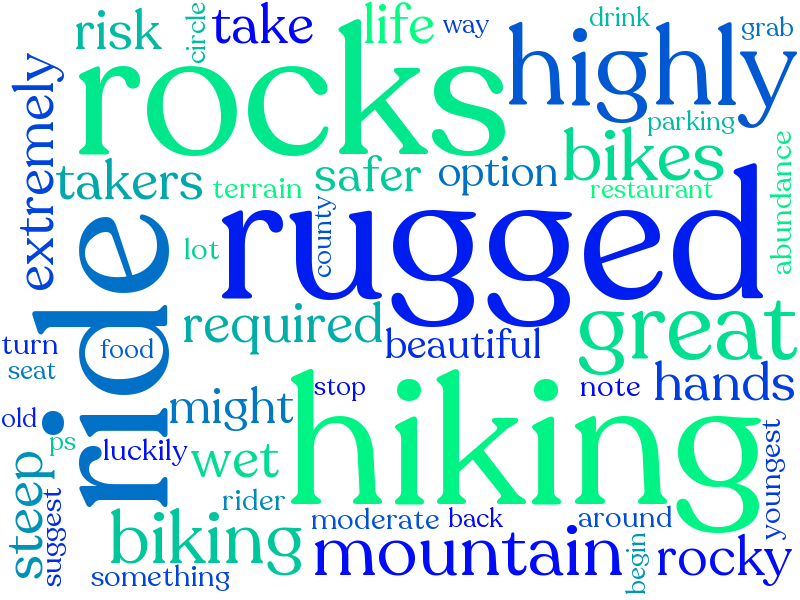 risk
circle
take
life
way
drink
grab
rocks
highly
extremely
parking
takers
terrain
safer
option
bikes
restaurant
abundance
ride
lot
rugged
county
required
beautiful
great
turn
food
seat
stop
note
hands
might
hiking
old
ps
luckily
wet
steep
suggest
rider
youngest
biking
moderate
back
around
something
mountain
begin
rocky